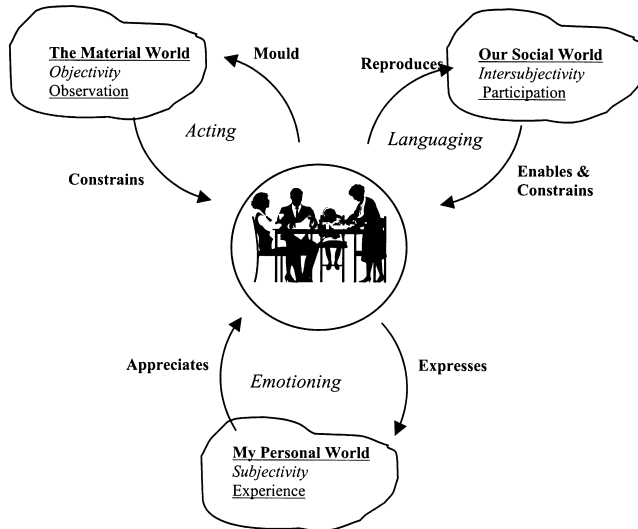 The Material World
Objectivity
Observation
Mould
Acting
Constrains
Reproduces
Our Social World
Intersubjectivity
Participation
Languaging
Enables &
Constrains
Appreciates
Emotioning
Expresses
My Personal World
Subjectivity
Experience